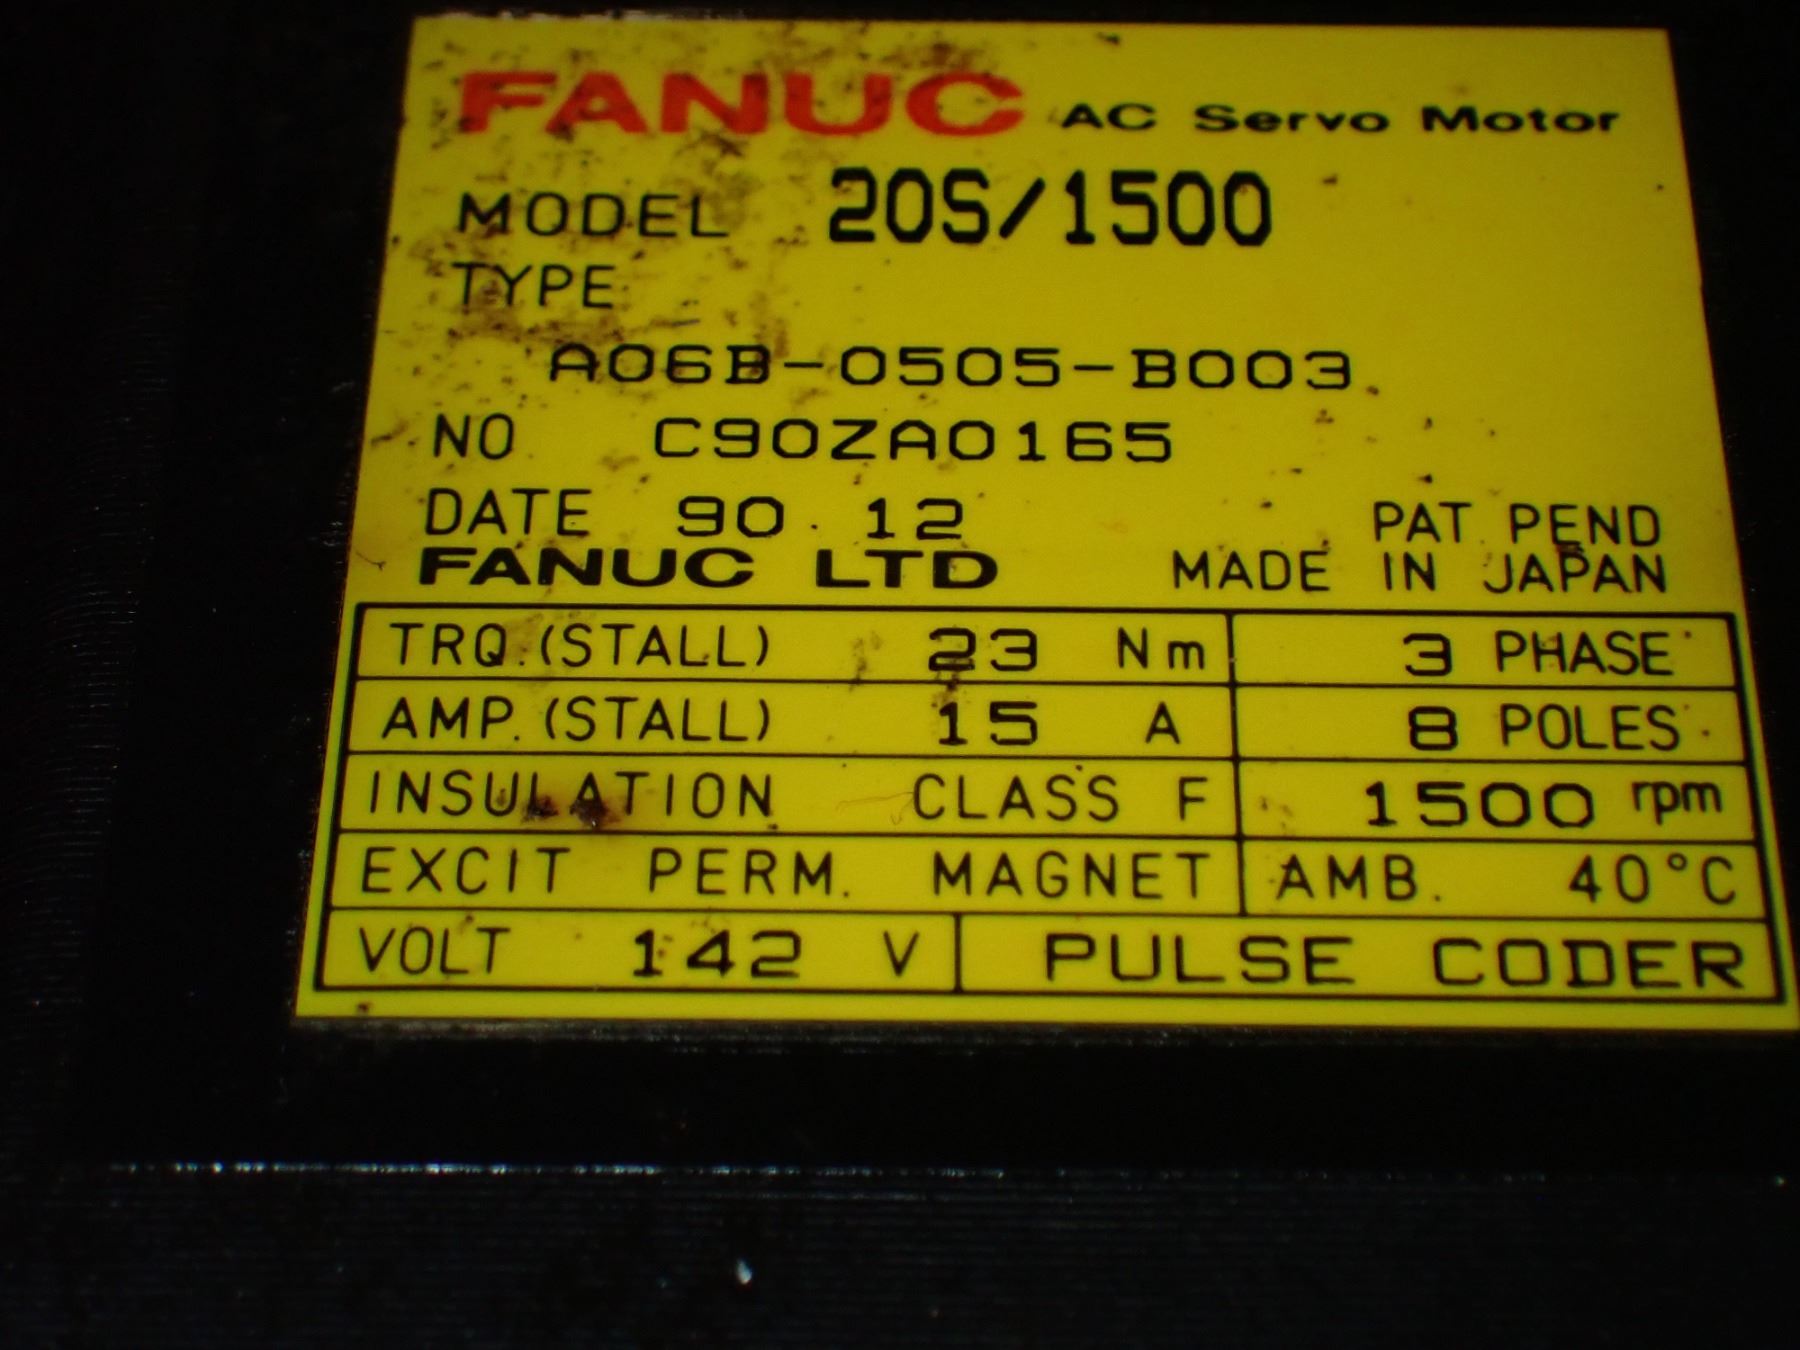 FANUC AC Servo Motor
MODEL 20S/1500
TYPE
A06B-0505-B003
NO C90ZA0165
DATE 90. 12 PAT. PEND
FANUC LTD MADE IN JAPAN
TRQ.(STALL) 23 Nm 3 PHASE
AMP.(STALL) 15 A 8 POLES
INSULATION CLASS F 1500 rpm
EXCIT PERM. MAGNET AMB. 40°C
VOLT 142 V PULSE CODER